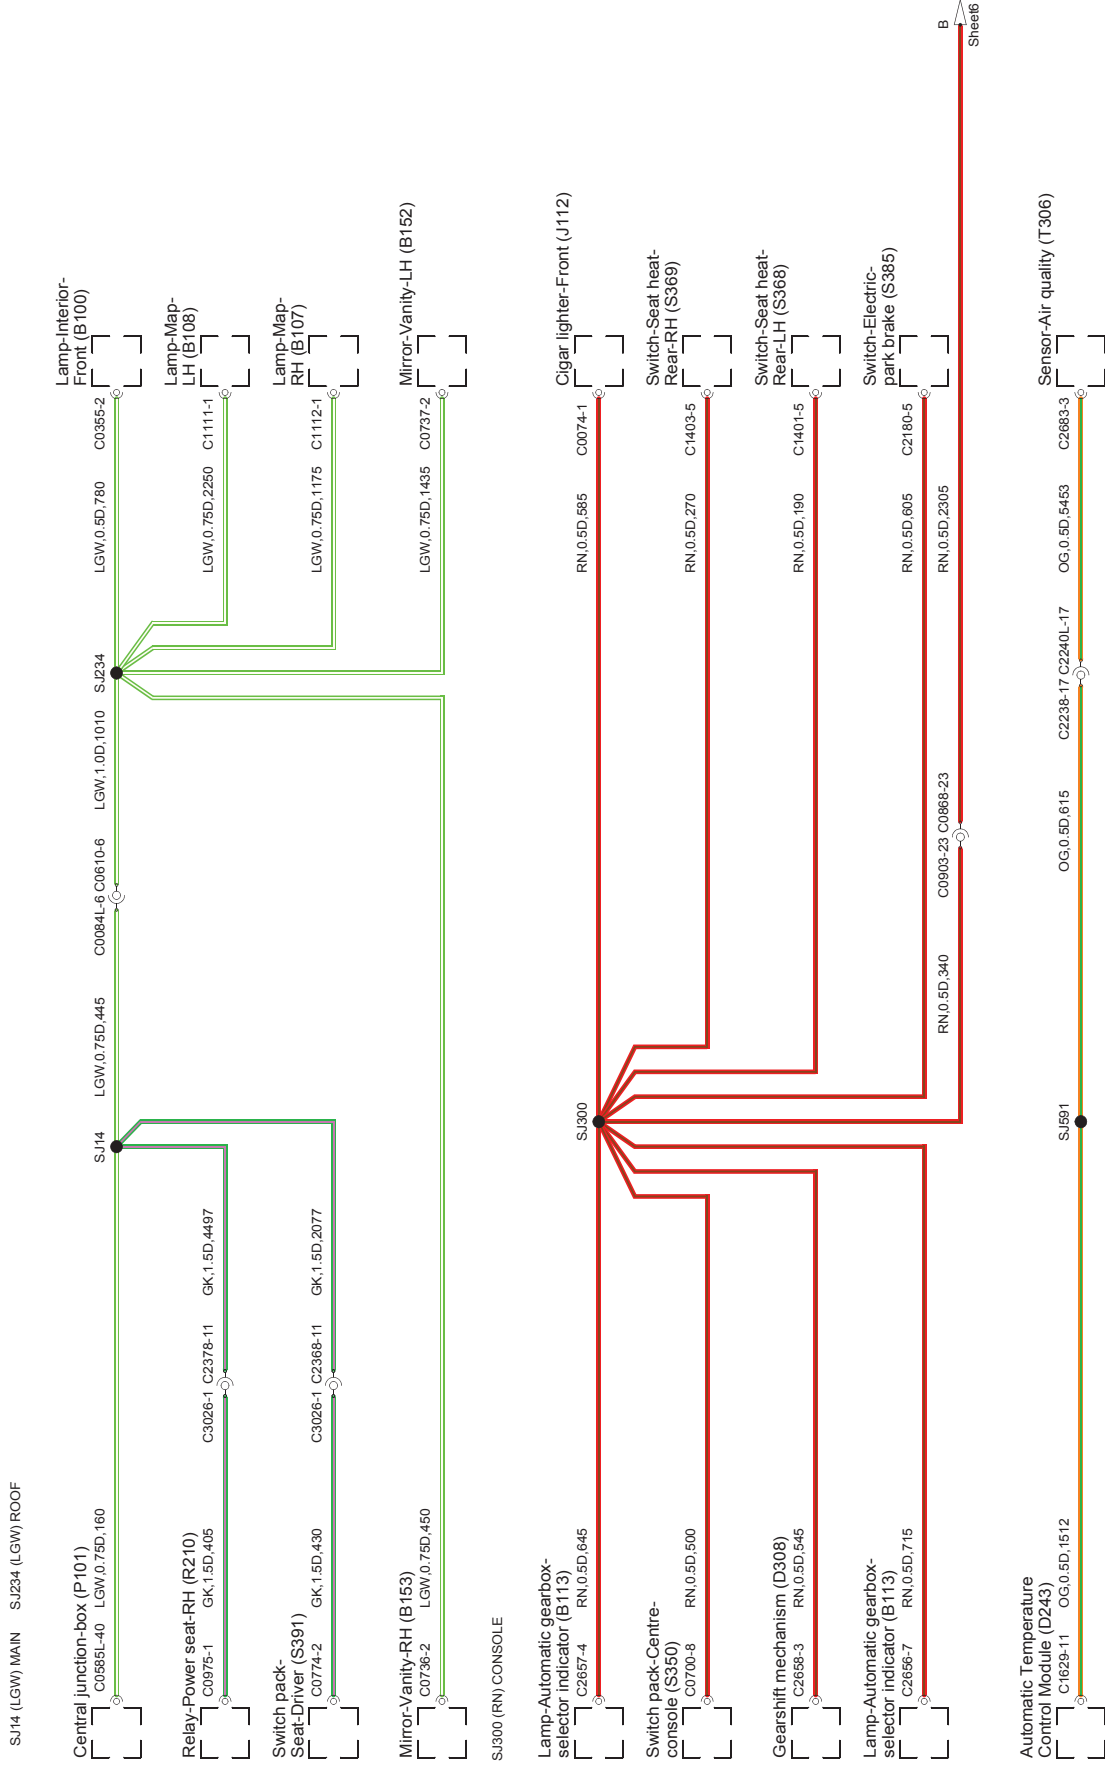 SJ14 (LGW) MAIN    SJ234 (LGW) ROOF
Central junction-box (P101)
C0585L-40   LGW,0.75D,160
SJ14
LGW,0.75D,445
C0084L-6 C0610-6
LGW,1.0D,1010
SJ234
LGW,0.5D,780
C0355-2
Lamp-Interior-
Front (B100)
Relay-Power seat-RH (R210)
C0975-1   GK,1.5D,405
C3026-1 C2378-11
GK,1.5D,4497
LGW,0.75D,2250
C1111-1
Lamp-Map-
LH (B108)
Switch pack-
Seat-Driver (S391)
C0774-2   GK,1.5D,430
C3026-1 C2368-11
GK,1.5D,2077
LGW,0.75D,1175
C1112-1
Lamp-Map-
RH (B107)
Mirror-Vanity-RH (B153)
C0736-2   LGW,0.75D,450
LGW,0.75D,1435
C0737-2
Mirror-Vanity-LH (B152)
SJ300 (RN) CONSOLE
Lamp-Automatic gearbox-
selector indicator (B113)
C2657-4   RN,0.5D,645
SJ300
RN,0.5D,585
C0074-1
Cigar lighter-Front (J112)
Switch pack-Centre-
console (S350)
C0700-8   RN,0.5D,500
RN,0.5D,270
C1403-5
Switch-Seat heat-
Rear-RH (S369)
Gearshift mechanism (D308)
C2658-3   RN,0.5D,545
RN,0.5D,190
C1401-5
Switch-Seat heat-
Rear-LH (S368)
Lamp-Automatic gearbox-
selector indicator (B113)
C2656-7   RN,0.5D,715
RN,0.5D,605
C2180-5
Switch-Electric-
park brake (S385)
RN,0.5D,340
C0903-23 C0868-23
RN,0.5D,2305
B
Sheet6
Automatic Temperature
Control Module (D243)
C1629-11   OG,0.5D,1512
SJ591
OG,0.5D,615
C2238-17 C2240L-17
OG,0.5D,5453
C2683-3
Sensor-Air quality (T306)